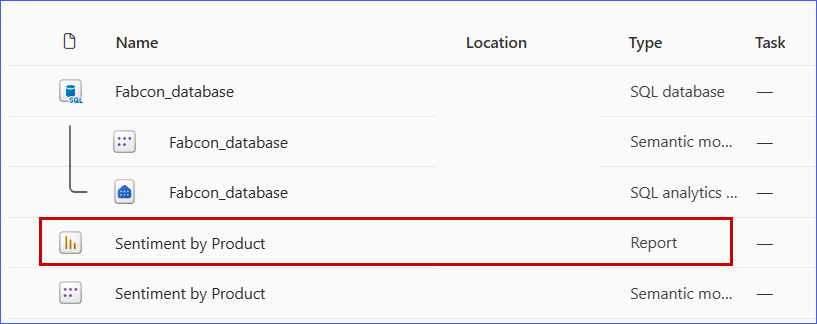 Name Location Type Task
SQL Fabcon_database SQL database —
Fabcon_database Semantic mo... —
Fabcon_database SQL analytics ... —
Sentiment by Product Report —
Sentiment by Product Semantic mo... —